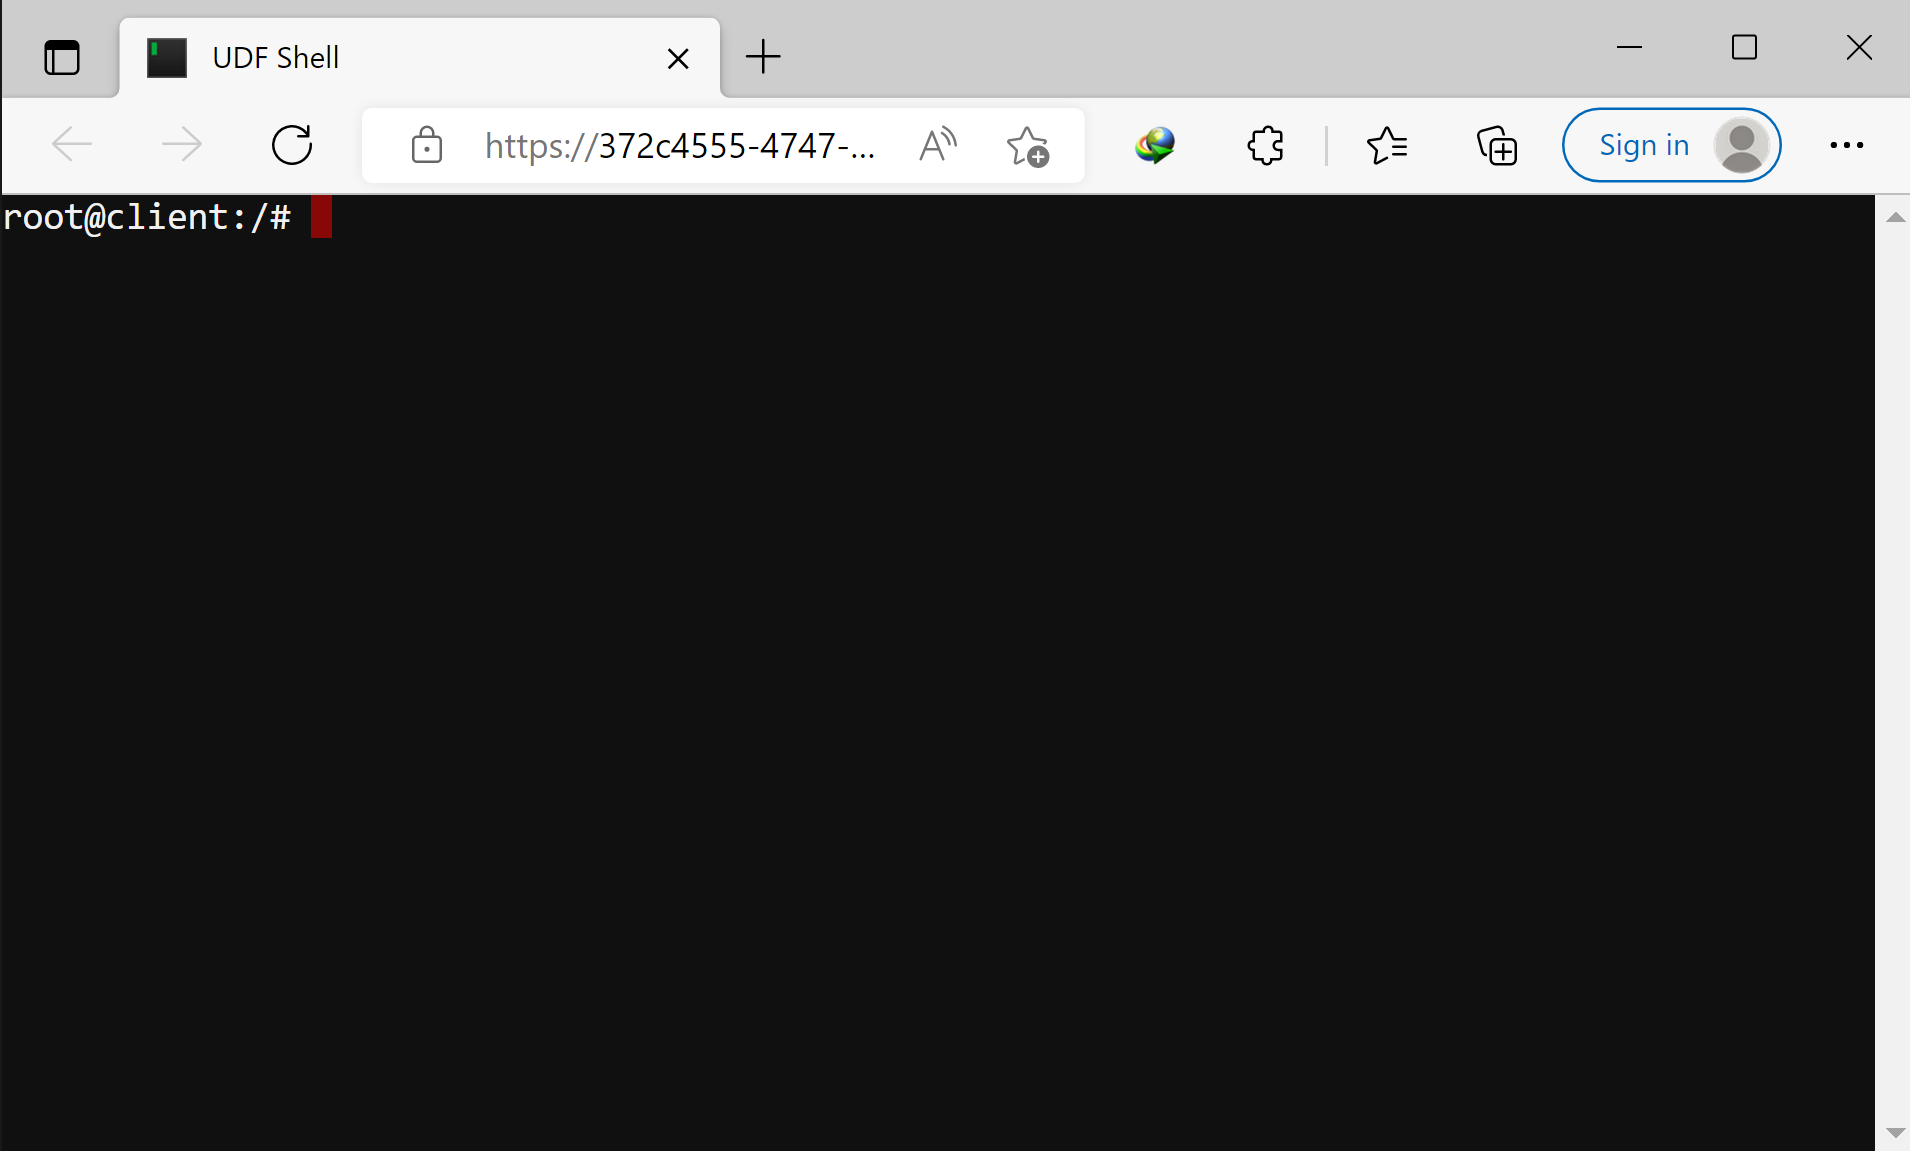 UDF Shell
https://372c4555-4747-...
Sign in
root@client:/#